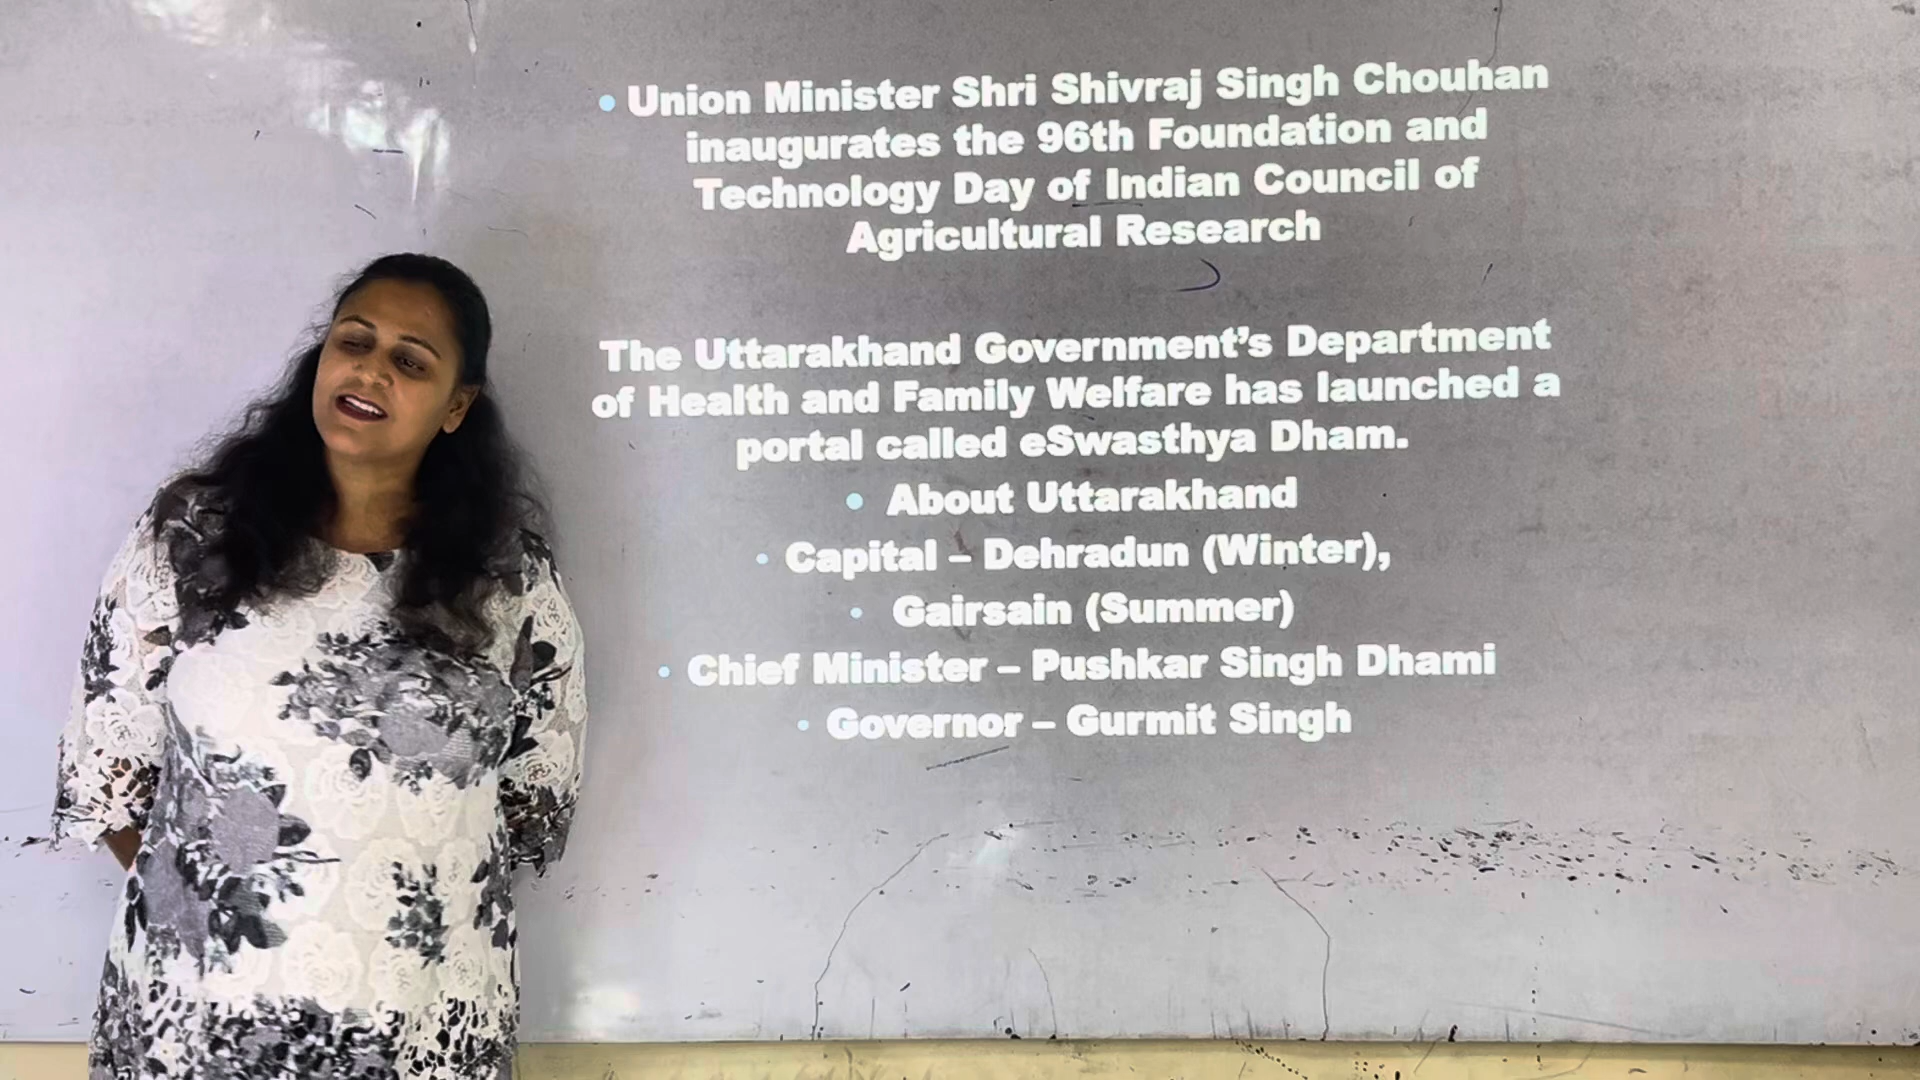 • Union Minister Shri Shivraj Singh Chouhan
inaugurates the 96th Foundation and
Technology Day of Indian Council of
Agricultural Research
The Uttarakhand Government’s Department
of Health and Family Welfare has launched a
portal called eSwasthya Dham.
• About Uttarakhand
• Capital – Dehradun (Winter),
• Gairsain (Summer)
• Chief Minister – Pushkar Singh Dhami
• Governor – Gurmit Singh